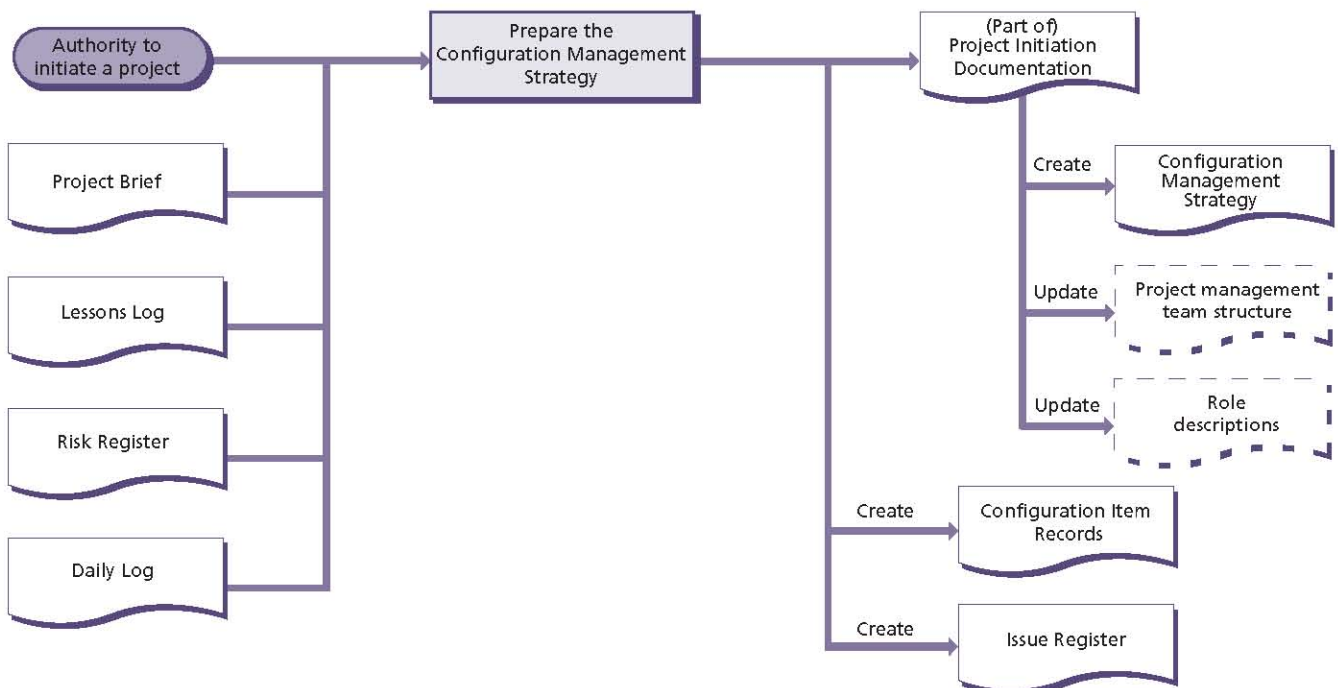 Authority to
initiate a project
Project Brief
Lessons Log
Risk Register
Daily Log
Prepare the
Configuration Management
Strategy
(Part of)
Project Initiation
Documentation
Create
Configuration
Management
Strategy
Update
Project management
team structure
Update
Role
descriptions
Create
Configuration Item
Records
Create
Issue Register